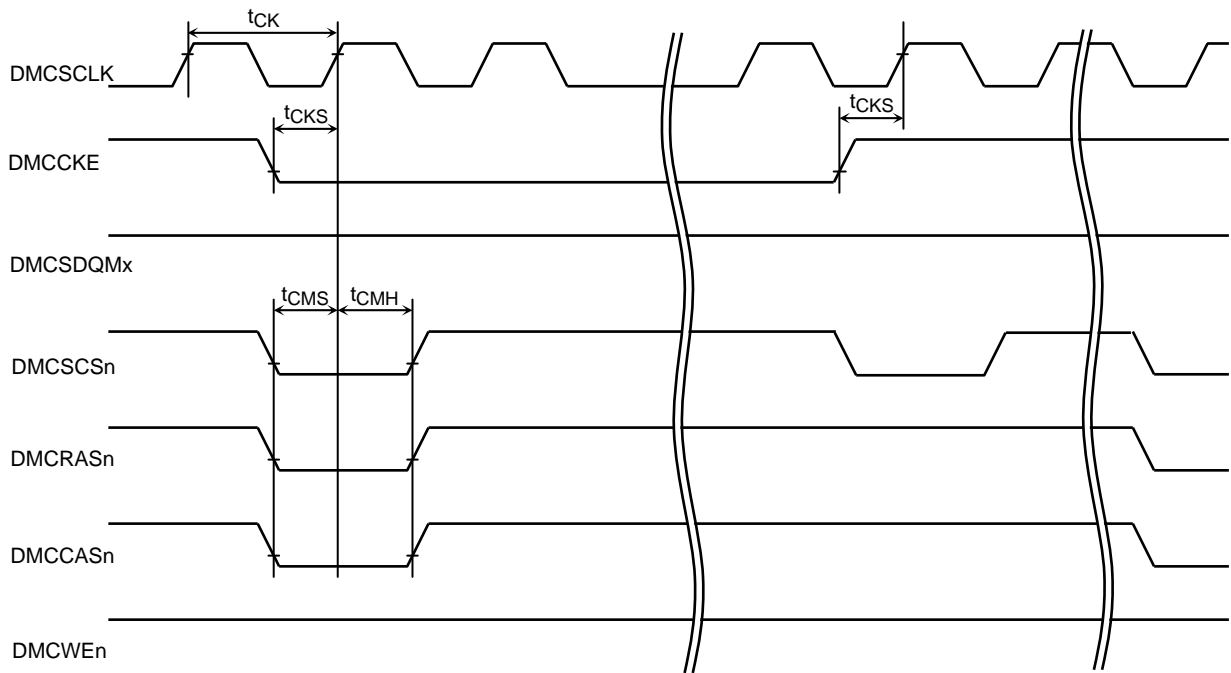 tCK
DMCSCLK
tCKS
tCKS
DMCCKE
DMCSDQMx
tCMS
tCMH
DMCSCSn
DMCRASn
DMCCASn
DMCWEn